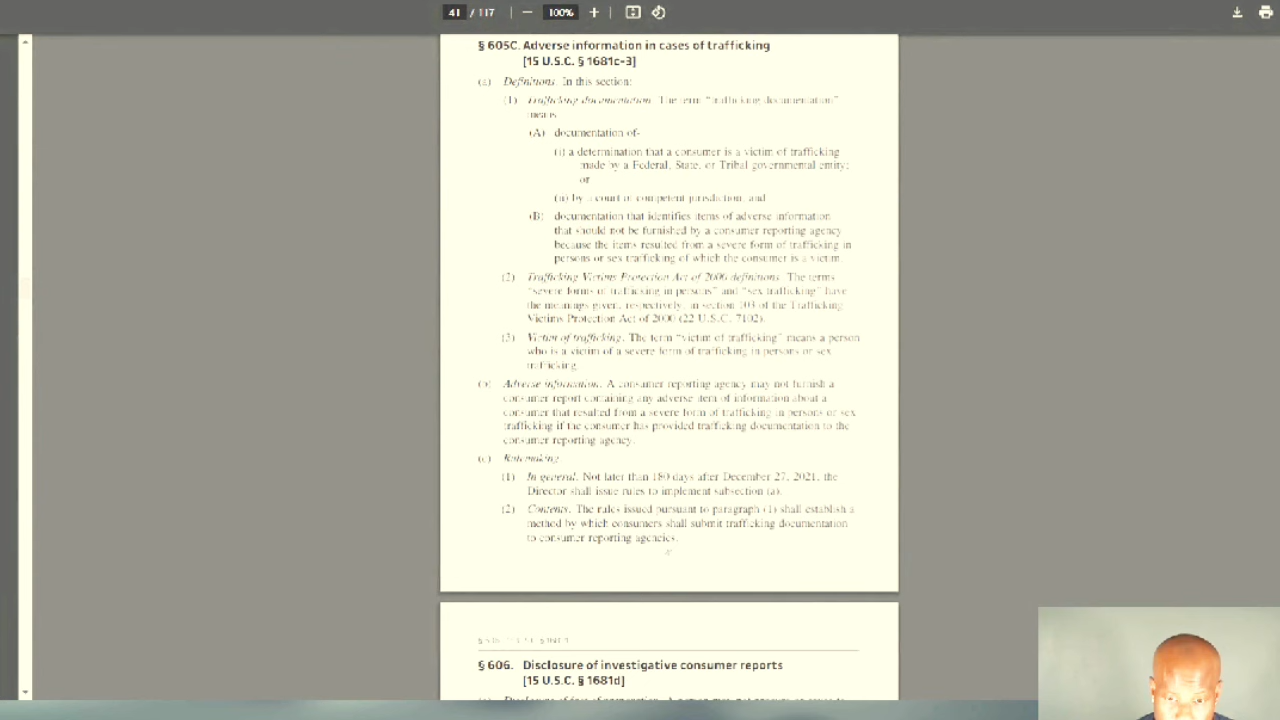 41 / 117
100%
§ 605C. Adverse information in cases of trafficking
[15 U.S.C. § 1681c-3]
(a) Definitions. In this section:
(1) Trafficking documentation. The term “trafficking documentation”
means
(A) documentation of-
(i) a determination that a consumer is a victim of trafficking
made by a Federal, State, or Tribal governmental entity;
or
(ii) by a court of competent jurisdiction; and
(B) documentation that identifies items of adverse information
that should not be furnished by a consumer reporting agency
because the items resulted from a severe form of trafficking in
persons or sex trafficking of which the consumer is a victim.
(2) Trafficking Victims Protection Act of 2000 definitions. The terms
“severe forms of trafficking in persons” and “sex trafficking” have
the meanings given, respectively, in section 103 of the Trafficking
Victims Protection Act of 2000 (22 U.S.C. 7102).
(3) Victim of trafficking. The term “victim of trafficking” means a person
who is a victim of a severe form of trafficking in persons or sex
trafficking.
(b) Adverse information. A consumer reporting agency may not furnish a
consumer report containing any adverse item of information about a
consumer that resulted from a severe form of trafficking in persons or sex
trafficking if the consumer has provided trafficking documentation to the
consumer reporting agency.
(c) Rulemaking
(1) In general. Not later than 180 days after December 27, 2021, the
Director shall issue rules to implement subsection (a).
(2) Contents. The rules issued pursuant to paragraph (1) shall establish a
method by which consumers shall submit trafficking documentation
to consumer reporting agencies.
§ 606. Disclosure of investigative consumer reports
[15 U.S.C. § 1681d]